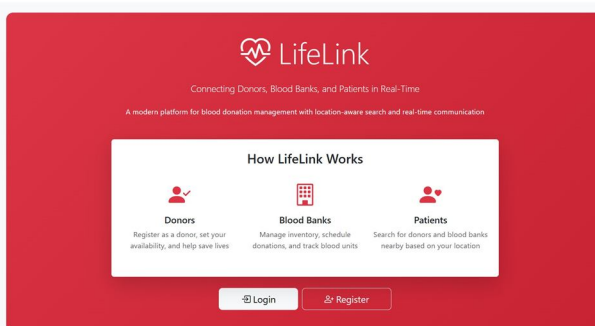 LifeLink
Connecting Donors, Blood Banks, and Patients in Real-Time
A modern platform for blood donation management with location-aware search and real-time communication
How LifeLink Works
Donors
Register as a donor, set your
availability, and help save lives
Blood Banks
Manage inventory, schedule
donations, and track blood units
Patients
Search for donors and blood banks
nearby based on your location
Login
Register